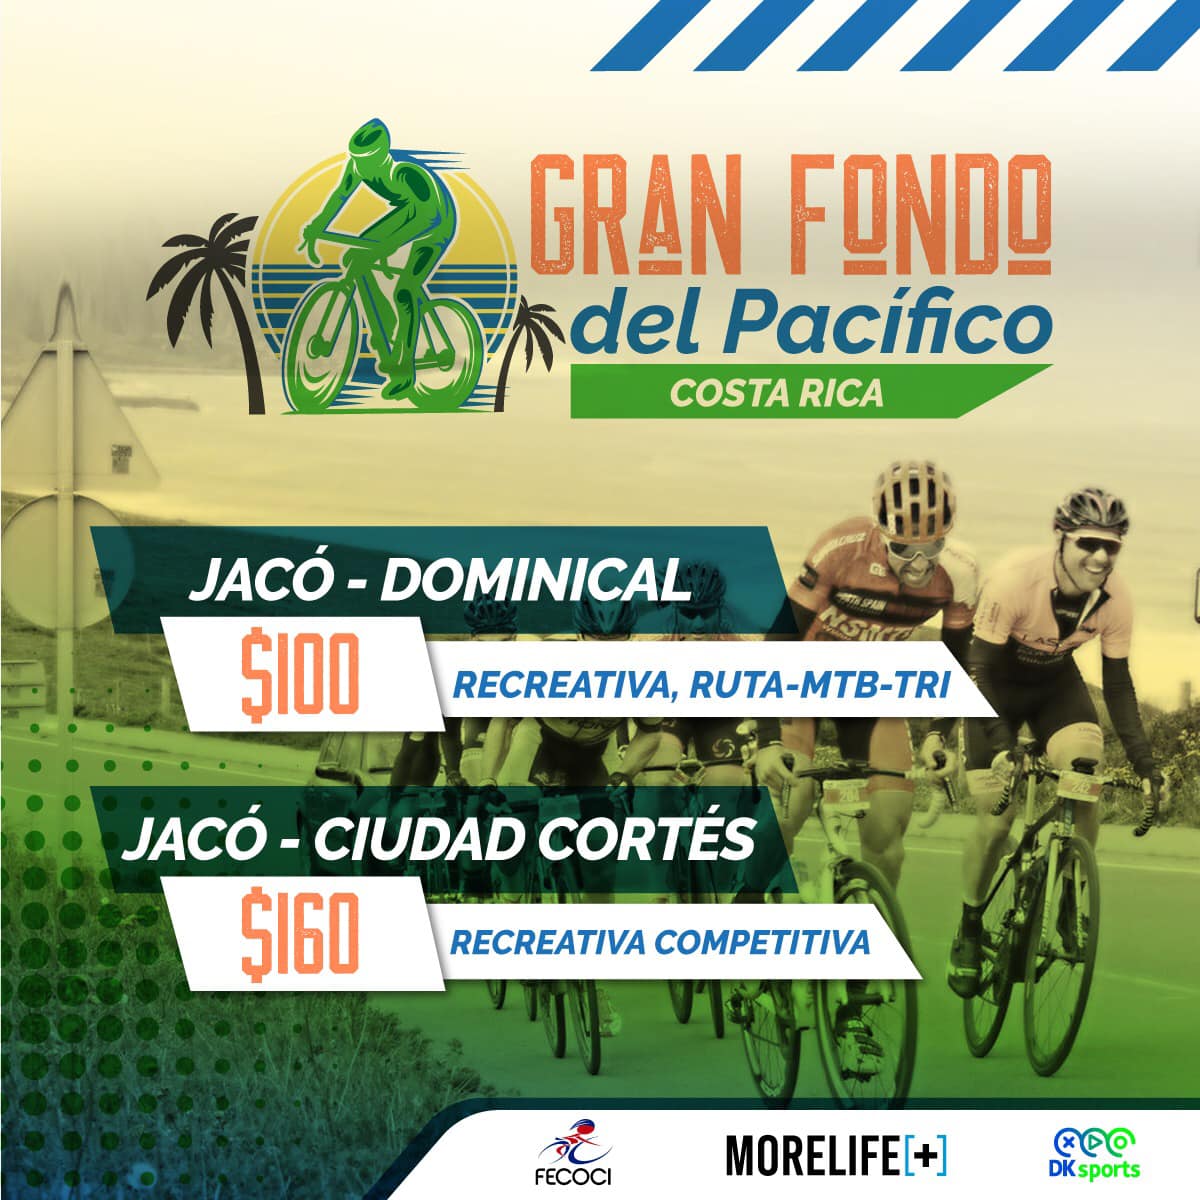 GRAN FONDO
del Pacífico
COSTA RICA
JACÓ - DOMINICAL
$100
RECREATIVA, RUTA-MTB-TRI
JACÓ - CIUDAD CORTÉS
$160
RECREATIVA COMPETITIVA
FECOCI
MORELIFE[+]
DK sports